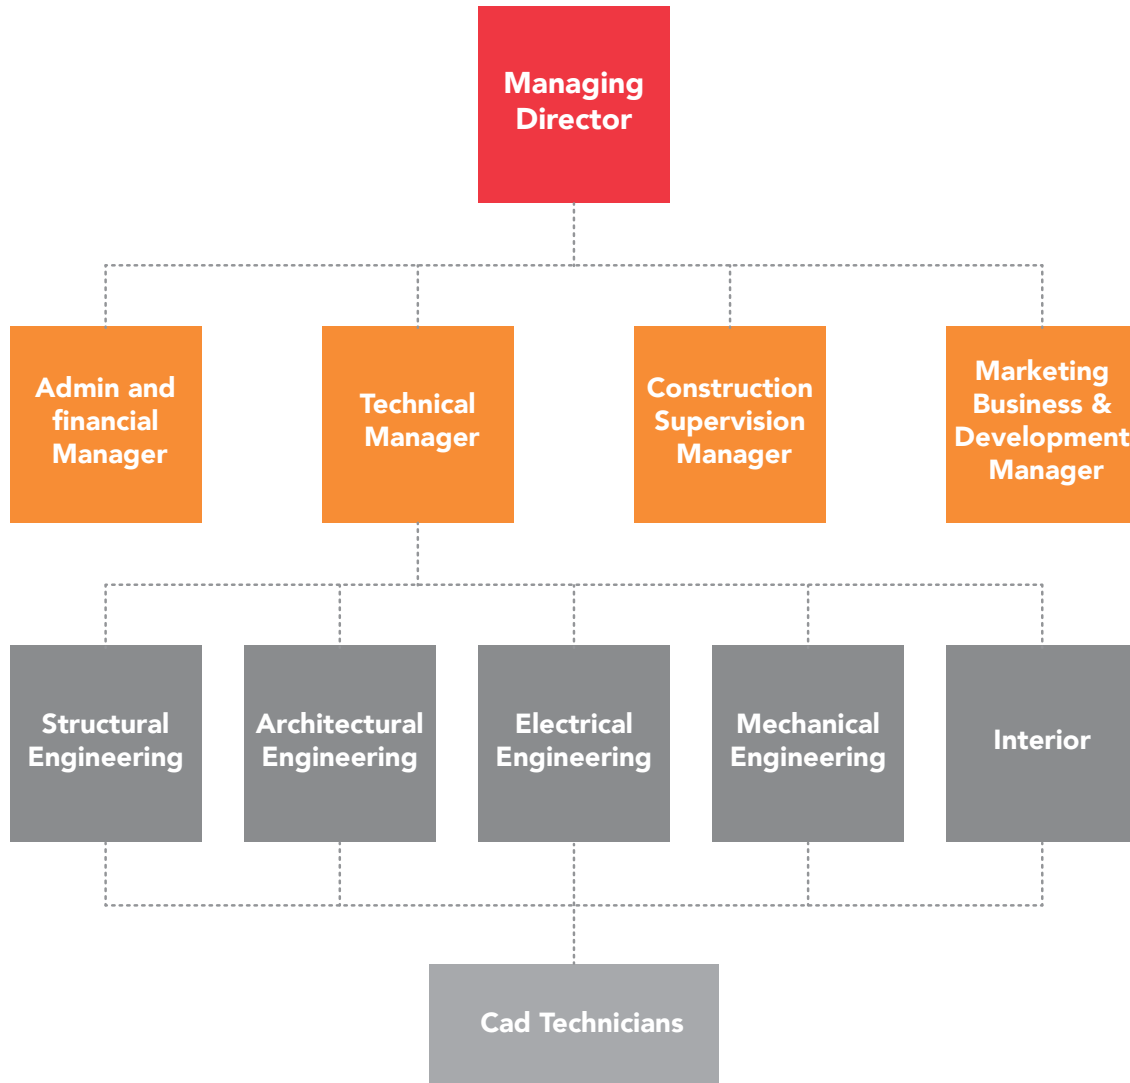 Managing
Director
Admin and
financial
Manager
Technical
Manager
Construction
Supervision
Manager
Marketing
Business &
Development
Manager
Structural
Engineering
Architectural
Engineering
Electrical
Engineering
Mechanical
Engineering
Interior
Cad Technicians